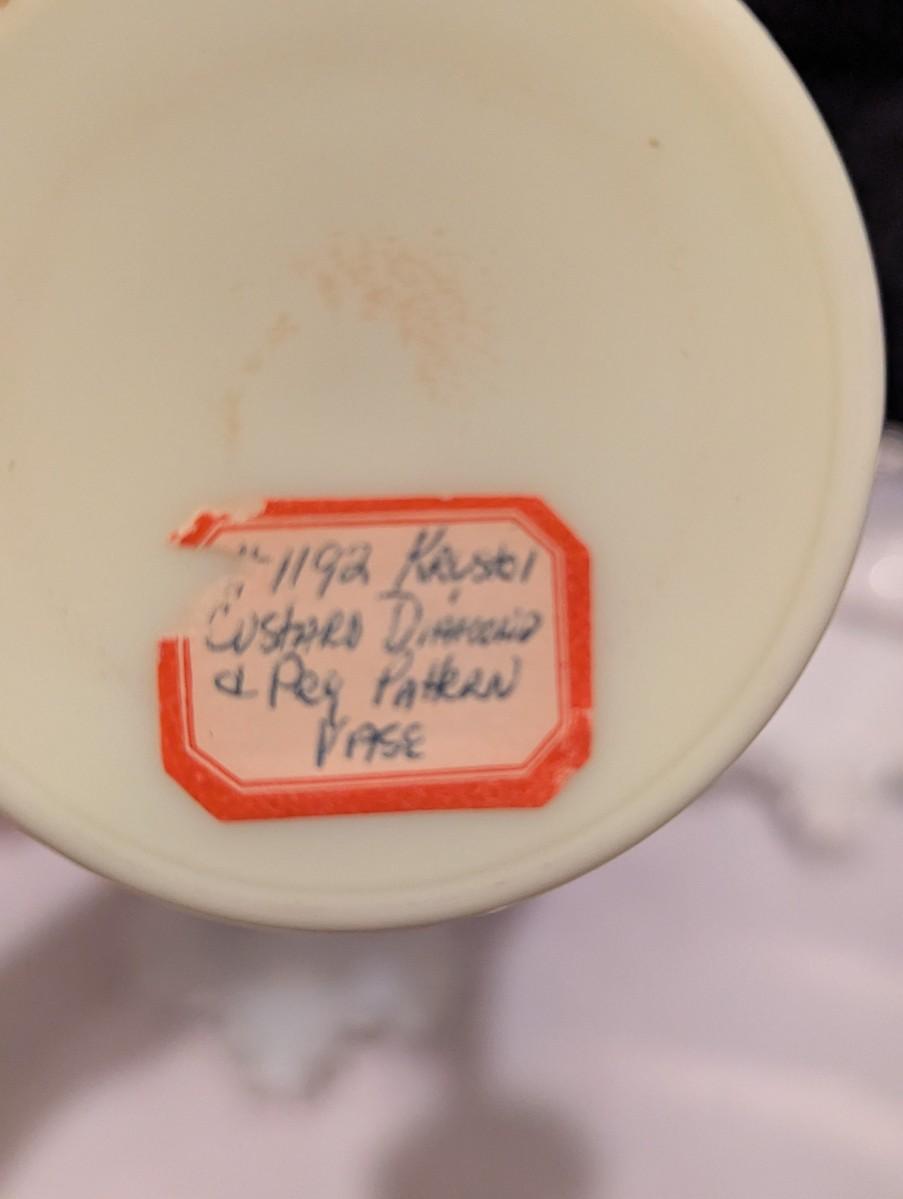 #1192 Krystol
Custard Diamond
& Peg Pattern
Vase